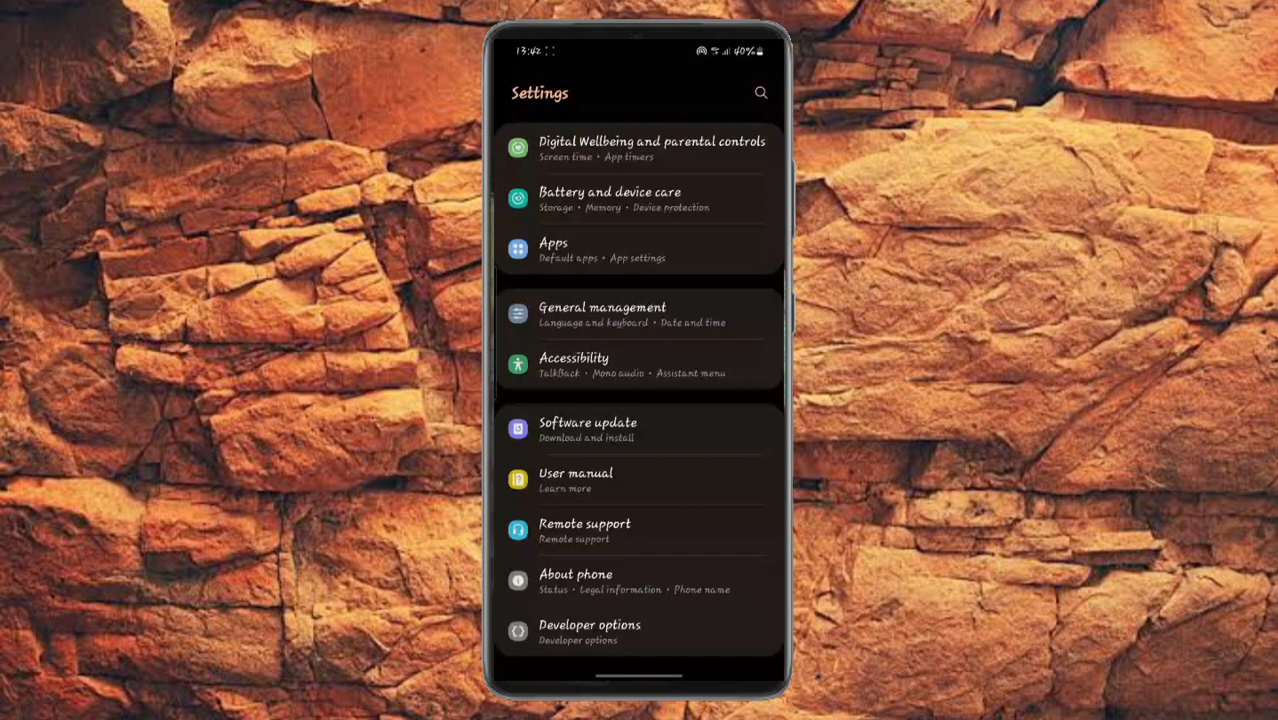 13:42
40%
Settings
Digital Wellbeing and parental controls
Screen time • App timers
Battery and device care
Storage • Memory • Device protection
Apps
Default apps • App settings
General management
Language and keyboard • Date and time
Accessibility
TalkBack • Mono audio • Assistant menu
Software update
Download and install
User manual
Learn more
Remote support
Remote support
About phone
Status • Legal information • Phone name
Developer options
Developer options